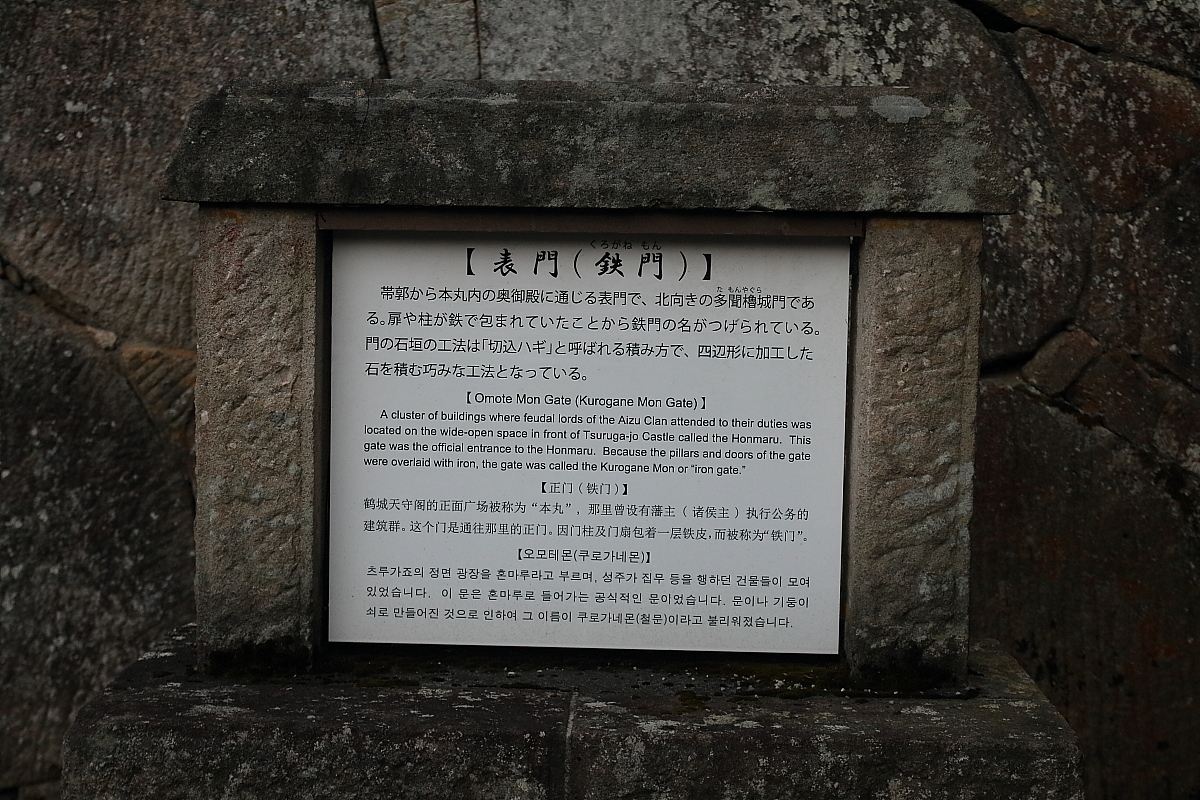 【表門(鉄門)】
くろがね もん
帯郭から本丸内の奥御殿に通じる表門で、北向きの多聞櫓城門であ
た もんやぐら
る。扉や柱が鉄で包まれていたことから鉄門の名がつげられている。
門の石垣の工法は「切込ハギ」と呼ばれる積み方で、四辺形に加工した
石を積む巧みな工法となっている。
【Omote Mon Gate (Kurogane Mon Gate)】
A cluster of buildings where feudal lords of the Aizu Clan attended to their duties was
located on the wide-open space in front of Tsuruga-jo Castle called the Honmaru. This
gate was the official entrance to the Honmaru. Because the pillars and doors of the gate
were overlaid with iron, the gate was called the Kurogane Mon or “iron gate.”
【正门(铁门)】
鹤城天守阁的正面广场被称为“本丸”，那里曾设有藩主（诸侯主）执行公务的
建筑群。这个门是通往那里的正门。因门柱及门扇包着一层铁皮，而被称为“铁门”。
【오모테몬(쿠로가네몬)】
츠루가죠의 정면 광장을 혼마루라고 부르며, 성주가 집무 등을 행하던 건물들이 모여
있었습니다. 이 문은 혼마루로 들어가는 공식적인 문이었습니다. 문이나 기둥이
쇠로 만들어진 것으로 인하여 그 이름이 쿠로가네몬(철문)이라고 불리워졌습니다.